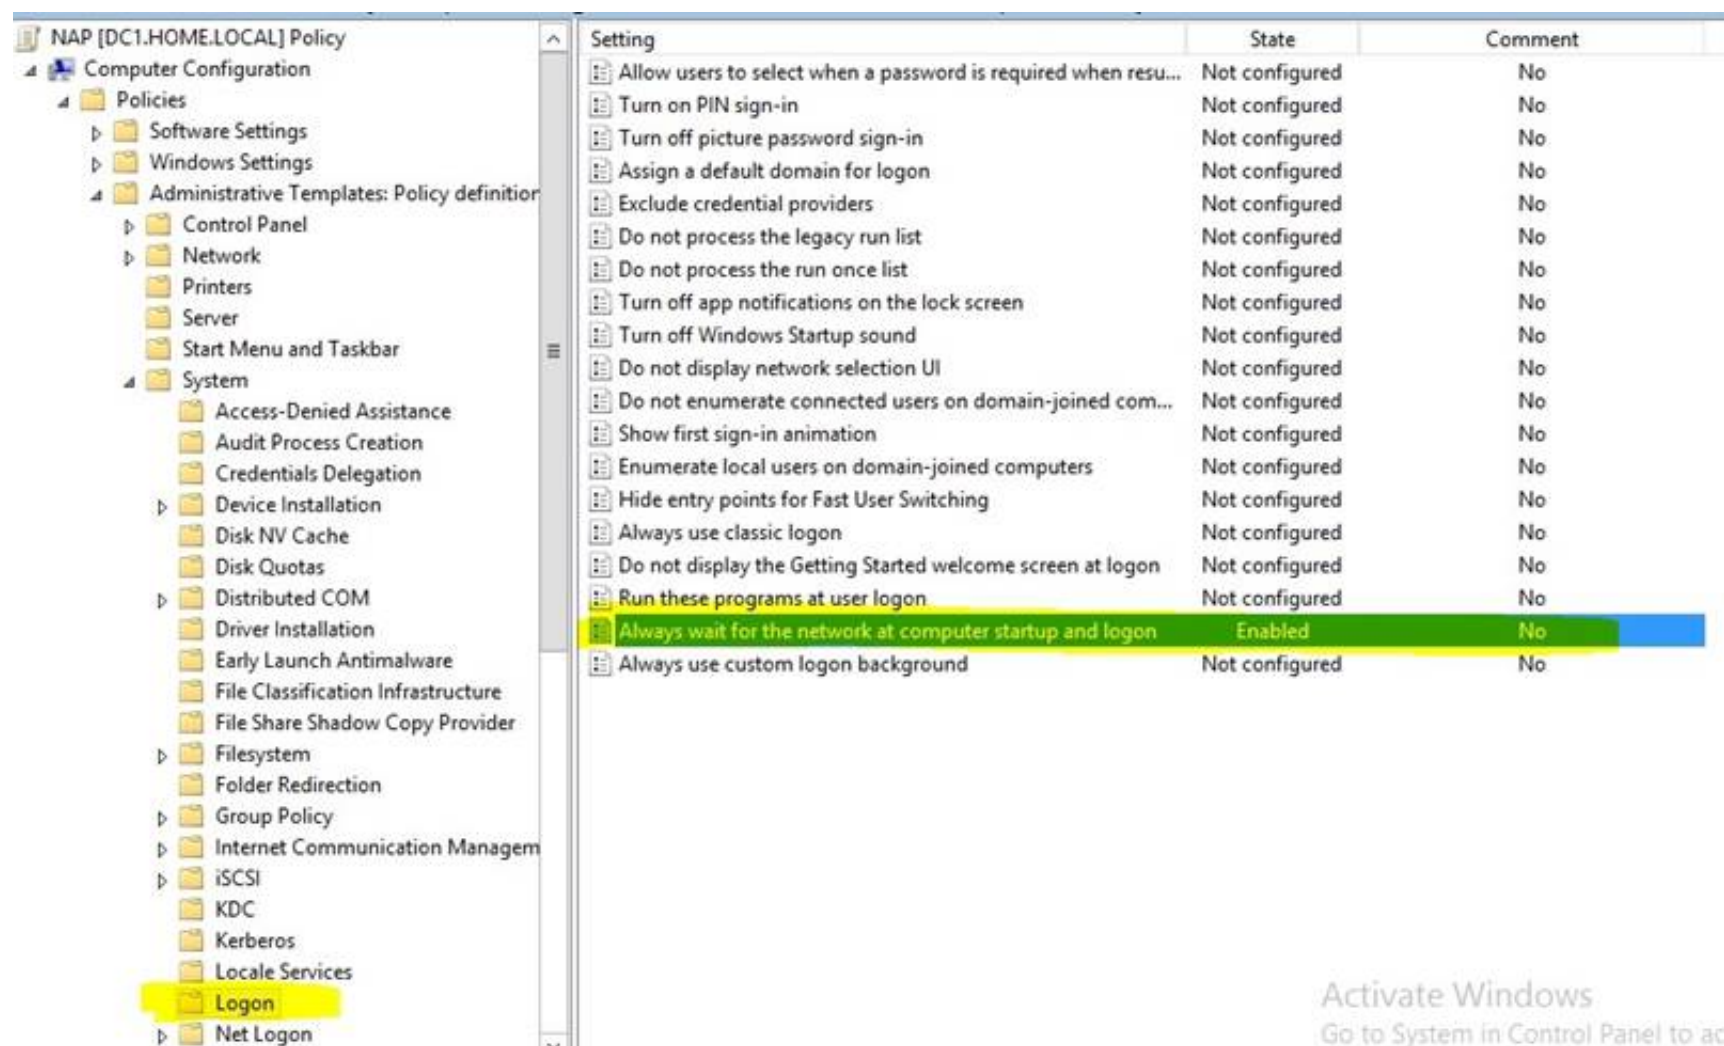 NAP [DC1.HOME.LOCAL] Policy
Computer Configuration
Policies
Software Settings
Windows Settings
Administrative Templates: Policy definition
Control Panel
Network
Printers
Server
Start Menu and Taskbar
System
Access-Denied Assistance
Audit Process Creation
Credentials Delegation
Device Installation
Disk NV Cache
Disk Quotas
Distributed COM
Driver Installation
Early Launch Antimalware
File Classification Infrastructure
File Share Shadow Copy Provider
Filesystem
Folder Redirection
Group Policy
Internet Communication Managem
iSCSI
KDC
Kerberos
Locale Services
Logon
Net Logon
Setting State Comment
Allow users to select when a password is required when resu... Not configured No
Turn on PIN sign-in Not configured No
Turn off picture password sign-in Not configured No
Assign a default domain for logon Not configured No
Exclude credential providers Not configured No
Do not process the legacy run list Not configured No
Do not process the run once list Not configured No
Turn off app notifications on the lock screen Not configured No
Turn off Windows Startup sound Not configured No
Do not display network selection UI Not configured No
Do not enumerate connected users on domain-joined com... Not configured No
Show first sign-in animation Not configured No
Enumerate local users on domain-joined computers Not configured No
Hide entry points for Fast User Switching Not configured No
Always use classic logon Not configured No
Do not display the Getting Started welcome screen at logon Not configured No
Run these programs at user logon Not configured No
Always wait for the network at computer startup and logon Enabled No
Always use custom logon background Not configured No
Activate Windows
Go to System in Control Panel to ac